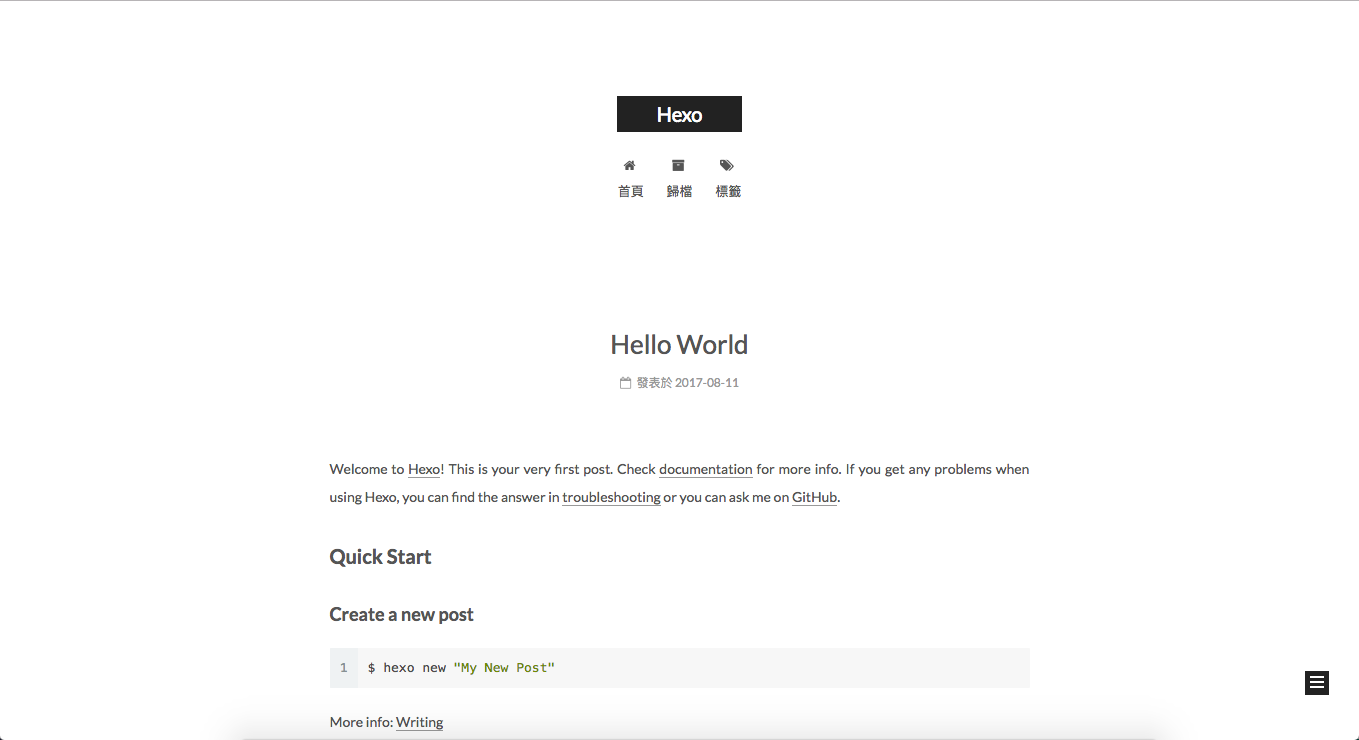 Hexo
首頁 歸檔 標籤
Hello World
發表於 2017-08-11
Welcome to Hexo! This is your very first post. Check documentation for more info. If you get any problems when
using Hexo, you can find the answer in troubleshooting or you can ask me on GitHub.
Quick Start
Create a new post
1 $ hexo new "My New Post"
More info: Writing